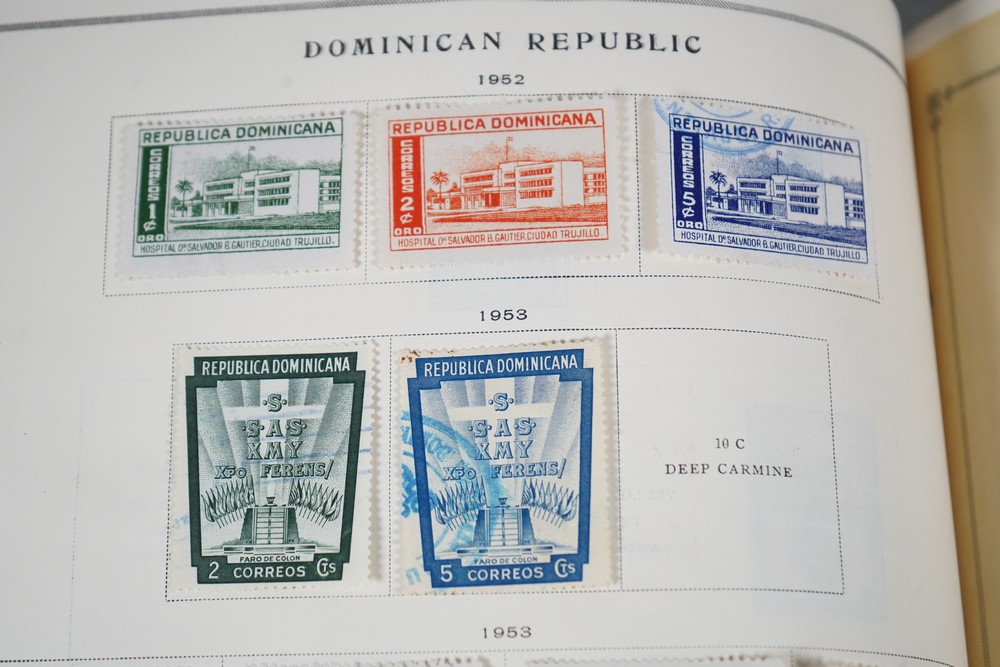 DOMINICAN REPUBLIC
1952
REPUBLICA DOMINICANA
CORREOS 1¢ ORO
HOSPITAL Dr. SALVADOR B. GAUTIER, CIUDAD TRUJILLO.
REPUBLICA DOMINICANA
CORREOS 2¢ ORO
HOSPITAL Dr. SALVADOR B. GAUTIER, CIUDAD TRUJILLO.
REPUBLICA DOMINICANA
CORREOS 5¢ ORO
HOSPITAL Dr. SALVADOR B. GAUTIER, CIUDAD TRUJILLO
1953
REPUBLICA DOMINICANA
·S·
·S·A·S·
XMY
XPO FERENS/
FARO DE COLON
2 CORREOS Cts
REPUBLICA DOMINICANA
·S·
·S·A·S·
XMY
XPO FERENS/
FARO DE COLON
5 CORREOS Cts
10 C
DEEP CARMINE
1953